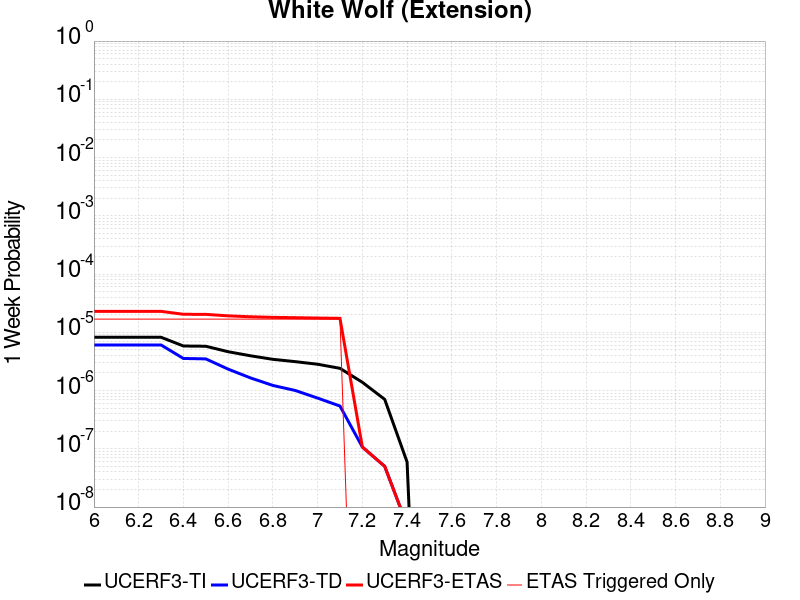 White Wolf (Extension)
1 Week Probability
10^0
10^-1
10^-2
10^-3
10^-4
10^-5
10^-6
10^-7
10^-8
6 6.2 6.4 6.6 6.8 7 7.2 7.4 7.6 7.8 8 8.2 8.4 8.6 8.8 9
Magnitude
UCERF3-TI UCERF3-TD UCERF3-ETAS ETAS Triggered Only